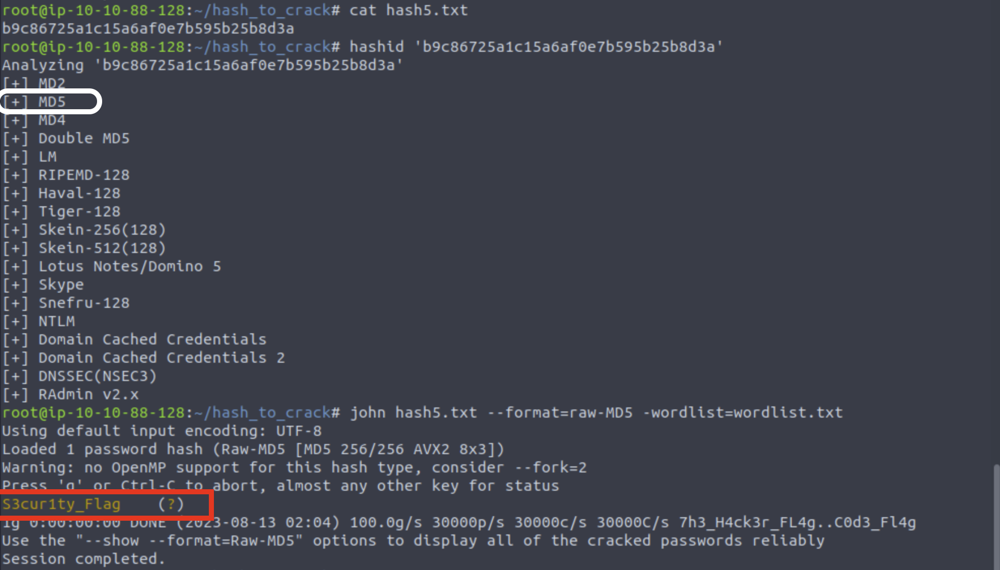 root@ip-10-10-88-128:~/hash_to_crack# cat hash5.txt
b9c86725a1c15a6af0e7b595b25b8d3a
root@ip-10-10-88-128:~/hash_to_crack# hashid 'b9c86725a1c15a6af0e7b595b25b8d3a'
Analyzing 'b9c86725a1c15a6af0e7b595b25b8d3a'
[+] MD2
[+] MD5
[+] MD4
[+] Double MD5
[+] LM
[+] RIPEMD-128
[+] Haval-128
[+] Tiger-128
[+] Skein-256(128)
[+] Skein-512(128)
[+] Lotus Notes/Domino 5
[+] Skype
[+] Snefru-128
[+] NTLM
[+] Domain Cached Credentials
[+] Domain Cached Credentials 2
[+] DNSSEC(NSEC3)
[+] RAdmin v2.x
root@ip-10-10-88-128:~/hash_to_crack# john hash5.txt --format=raw-MD5 -wordlist=wordlist.txt
Using default input encoding: UTF-8
Loaded 1 password hash (Raw-MD5 [MD5 256/256 AVX2 8x3])
Warning: no OpenMP support for this hash type, consider --fork=2
Press 'q' or Ctrl-C to abort, almost any other key for status
S3cur1ty_Flag    (?)
1g 0:00:00:00 DONE (2023-08-13 02:04) 100.0g/s 30000p/s 30000c/s 30000C/s 7h3_H4ck3r_FL4g..C0d3_Fl4g
Use the "--show --format=Raw-MD5" options to display all of the cracked passwords reliably
Session completed.